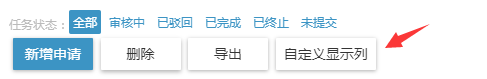 任务状态： 全部 审核中 已驳回 已完成 已终止 未提交
新增申请 删除 导出 自定义显示列